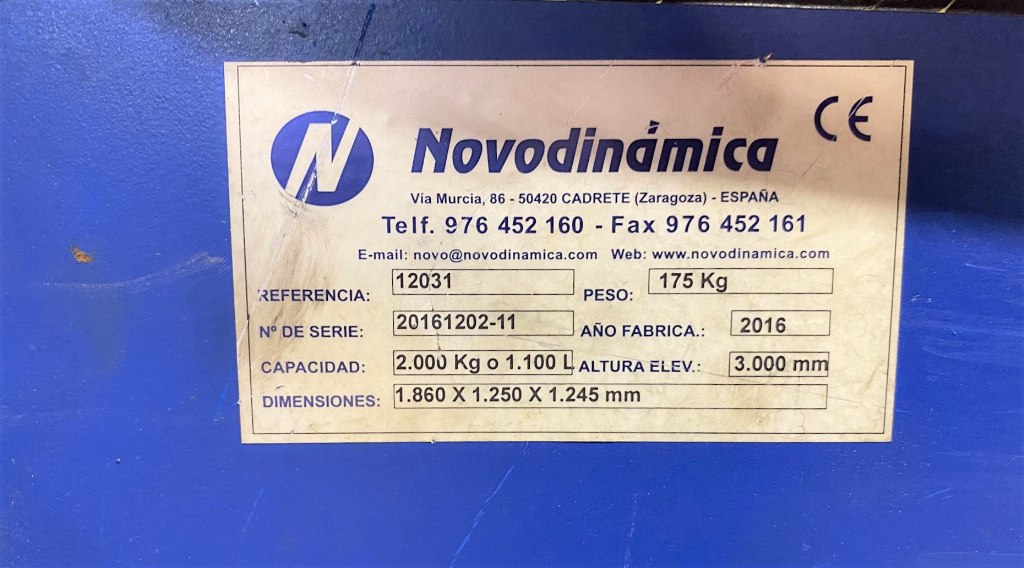 N Novodinámica CE
Vía Murcia, 86 - 50420 CADRETE (Zaragoza) - ESPAÑA
Telf. 976 452 160 - Fax 976 452 161
E-mail: novo@novodinamica.com Web: www.novodinamica.com
REFERENCIA: 12031 PESO: 175 Kg
Nº DE SERIE: 20161202-11 AÑO FABRICA.: 2016
CAPACIDAD: 2.000 Kg o 1.100 L ALTURA ELEV.: 3.000 mm
DIMENSIONES: 1.860 X 1.250 X 1.245 mm